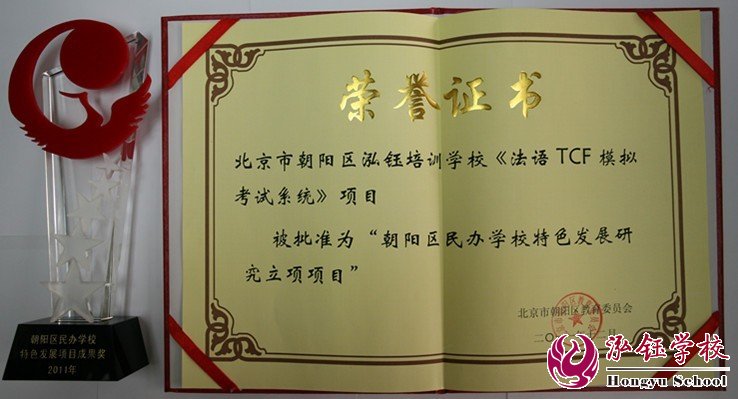 荣誉证书
北京市朝阳区泓钰培训学校《法语TCF模拟
考试系统》项目
被批准为“朝阳区民办学校特色发展研
究立项项目”
北京市朝阳区教育委员会
朝阳区民办学校
特色发展项目成果奖
2011年
泓钰学校
Hongyu School